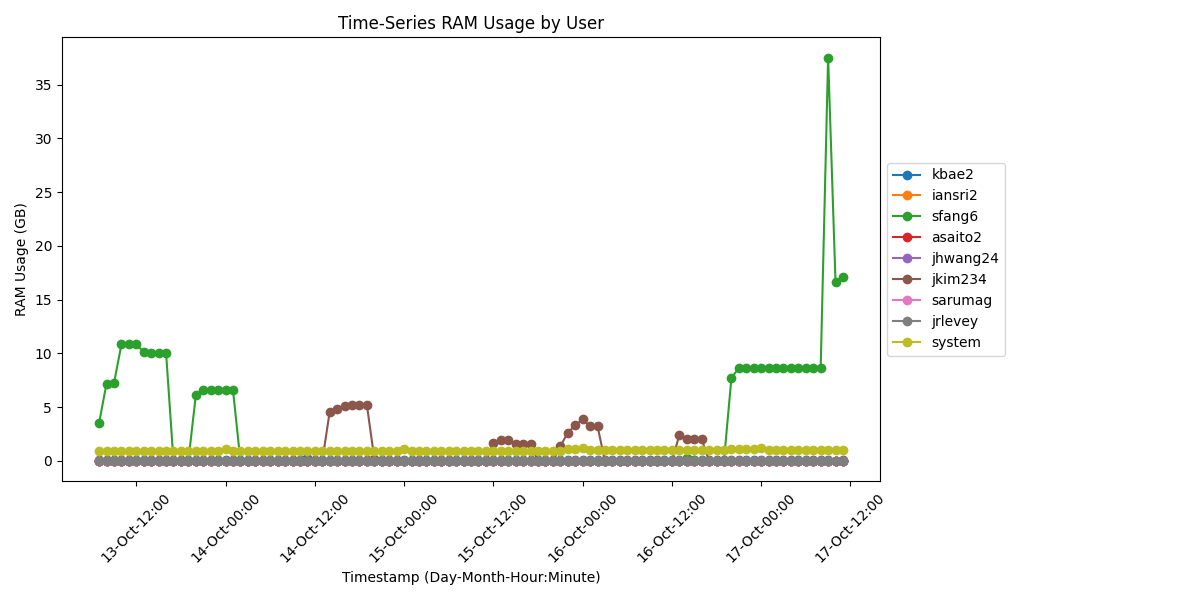 Time-Series RAM Usage by User
RAM Usage (GB)
35
30
25
20
15
10
5
0
13-Oct-12:00
14-Oct-00:00
14-Oct-12:00
15-Oct-00:00
15-Oct-12:00
16-Oct-00:00
16-Oct-12:00
17-Oct-00:00
17-Oct-12:00
Timestamp (Day-Month-Hour:Minute)
kbae2
iansri2
sfang6
asaito2
jhwang24
jkim234
sarumag
jrlevey
system